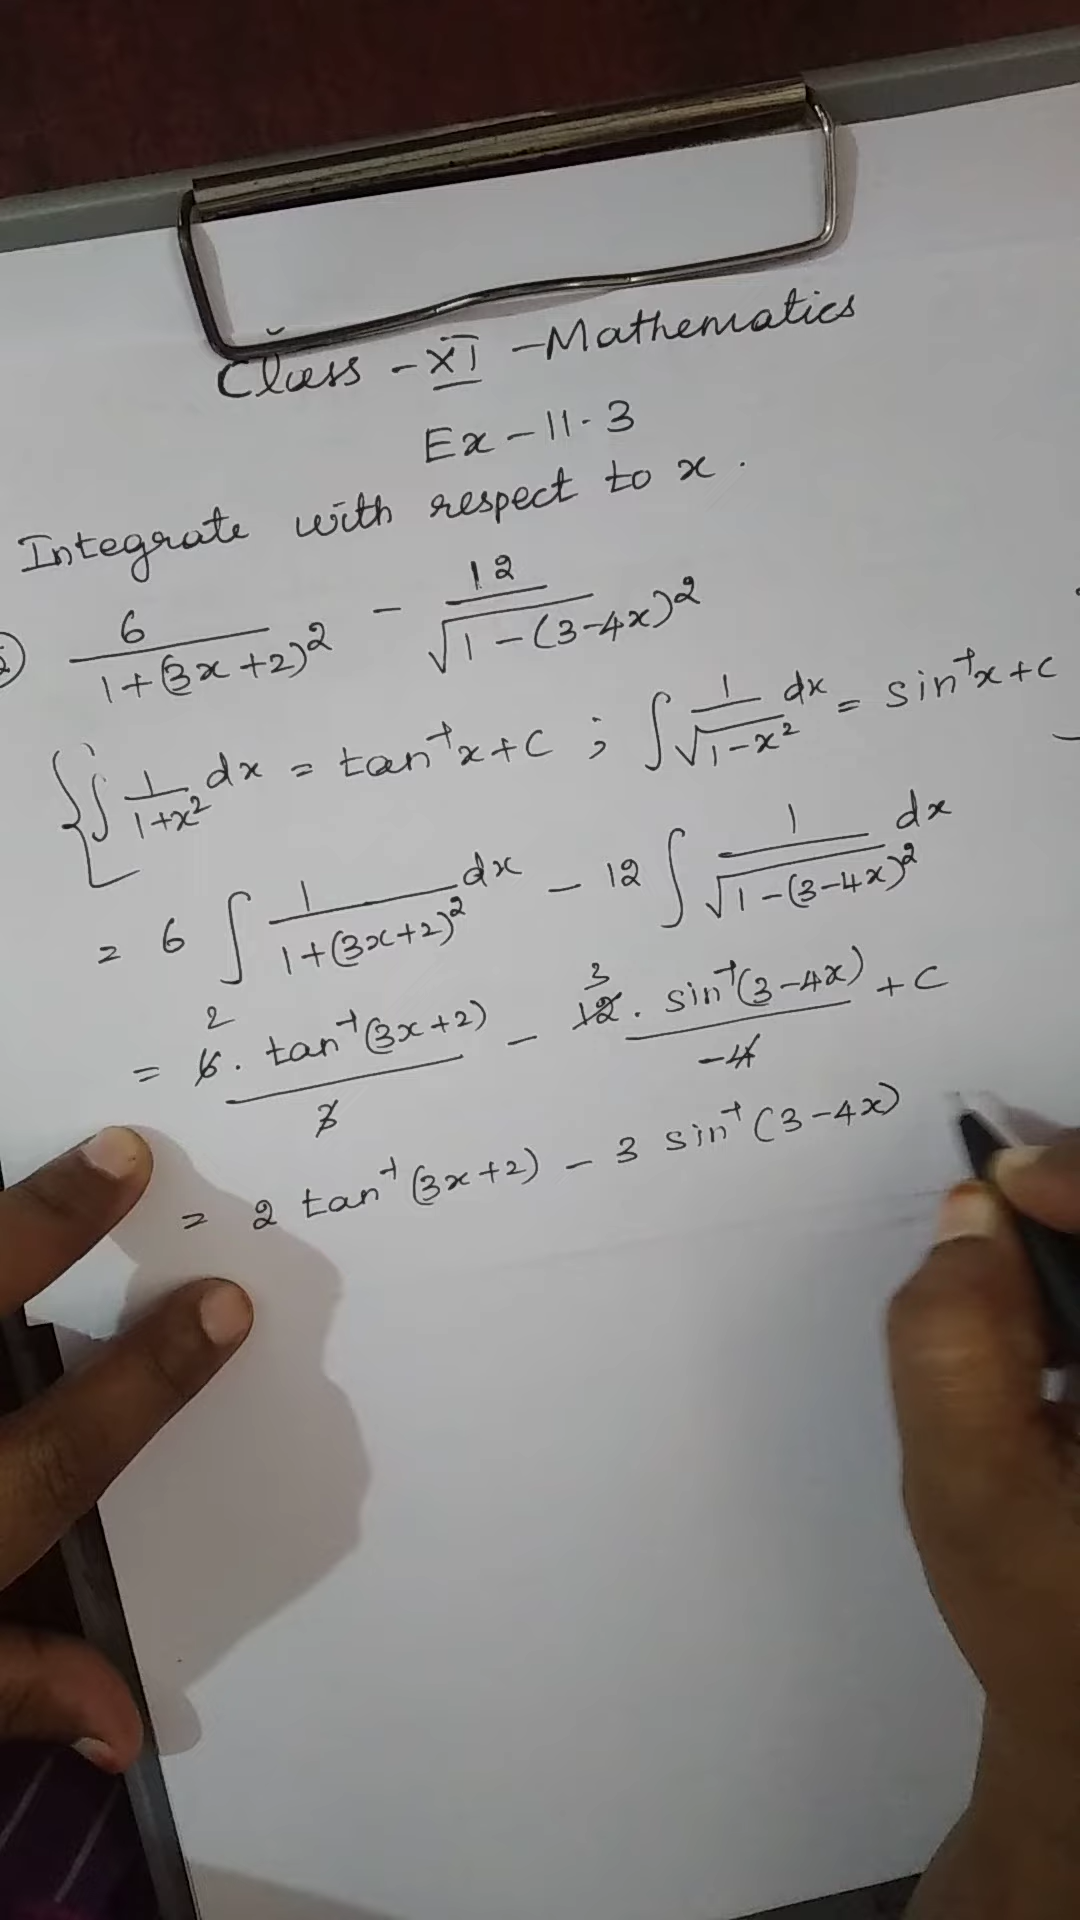 Class - XI - Mathematics
Ex - 11.3
Integrate with respect to x.
6/(1+(3x+2)²) - 12/√(1-(3-4x)²)
{∫ 1/(1+x²) dx = tan⁻¹x + C ; ∫ 1/√(1-x²) dx = sin⁻¹x + C
= 6 ∫ 1/(1+(3x+2)²) dx - 12 ∫ 1/√(1-(3-4x)²) dx
2 3
= 6. tan⁻¹(3x+2)/3 - 12. sin⁻¹(3-4x)/-4 + C
= 2 tan⁻¹(3x+2) - 3 sin⁻¹(3-4x)